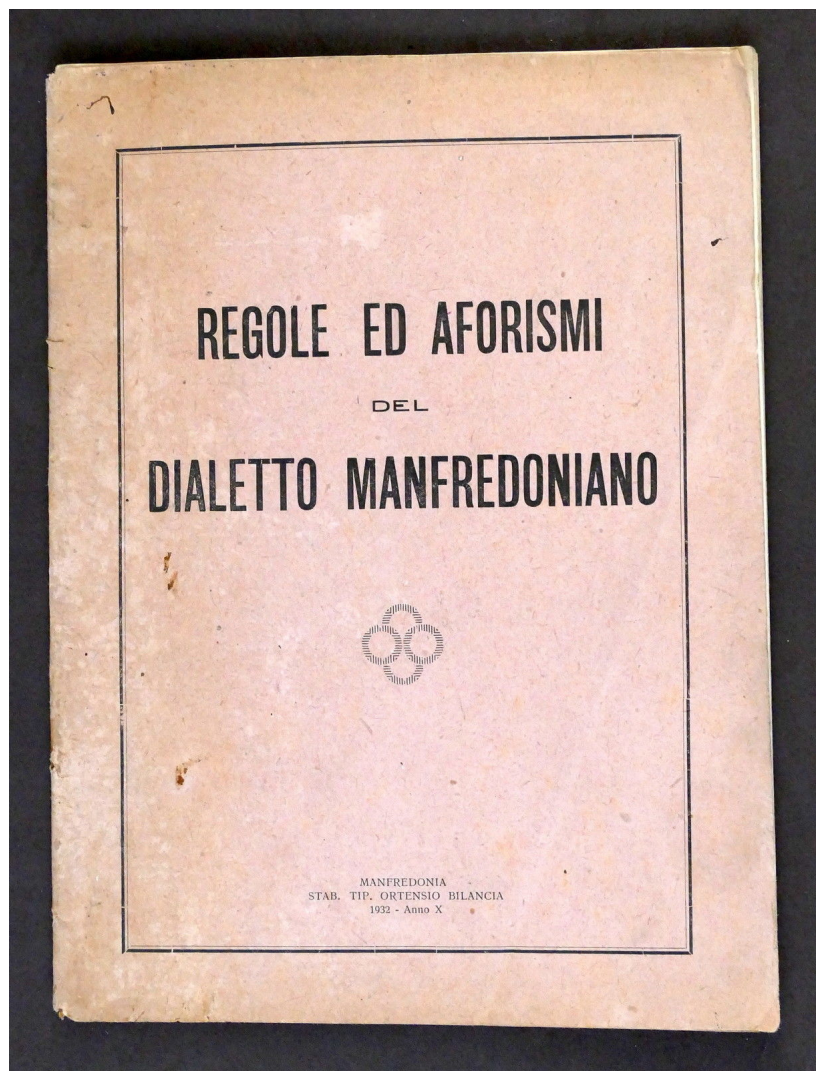 REGOLE ED AFORISMI
DEL
DIALETTO MANFREDONIANO
MANFREDONIA
STAB. TIP. ORTENSIO BILANCIA
1932 - Anno X